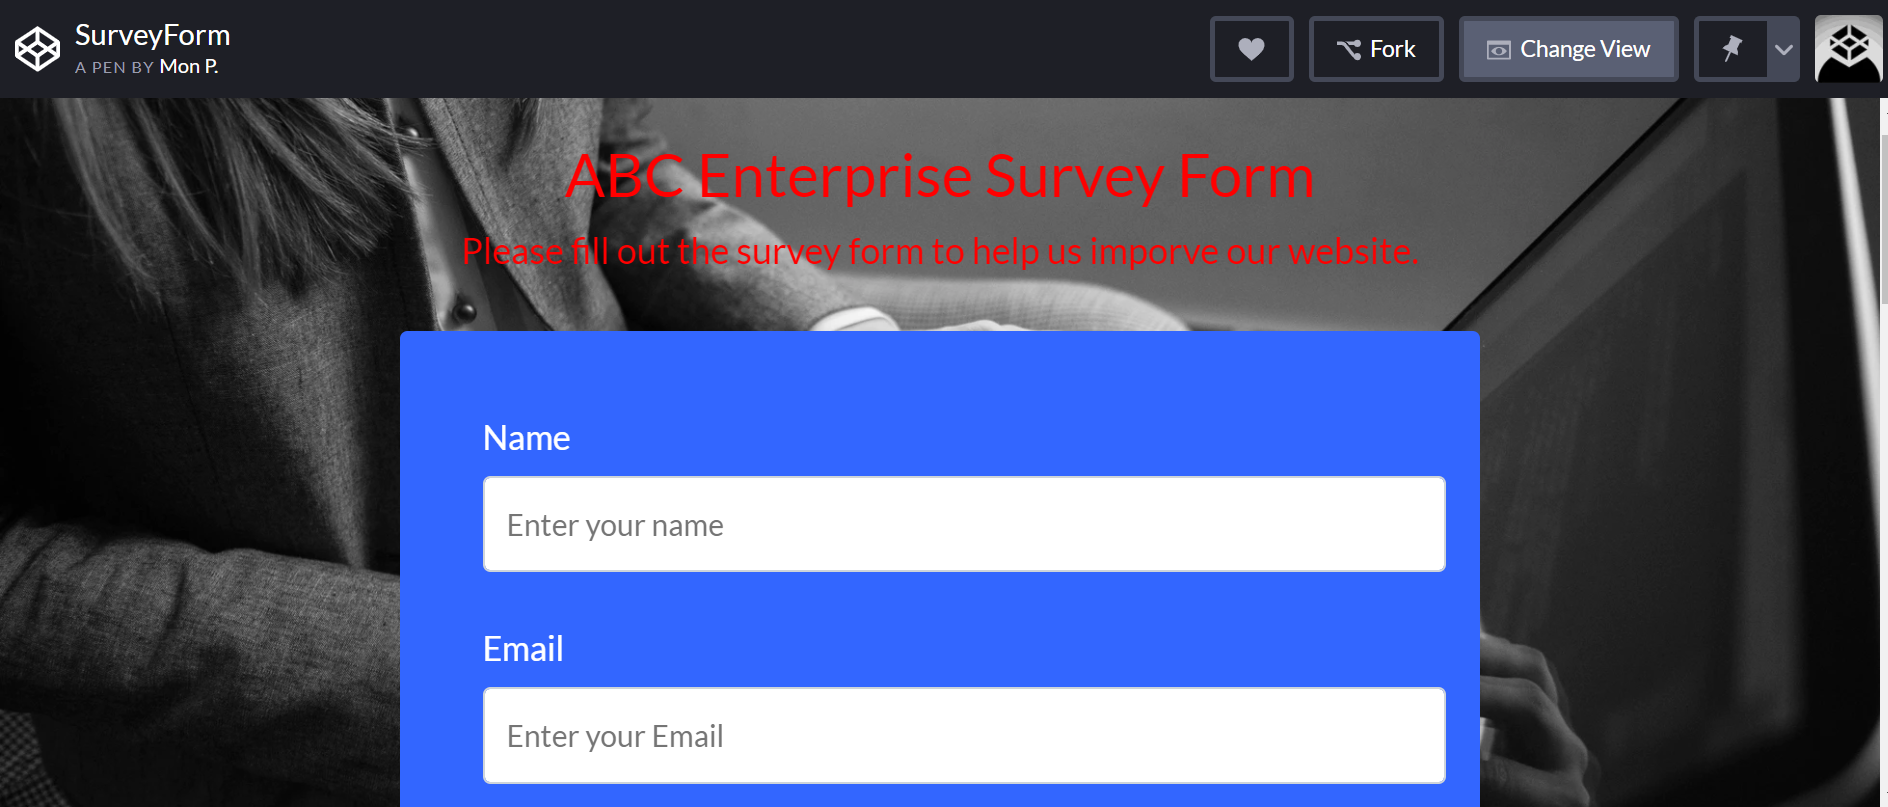 SurveyForm
A PEN BY Mon P.
Fork
Change View
ABC Enterprise Survey Form
Please fill out the survey form to help us imporve our website.
Name
Enter your name
Email
Enter your Email